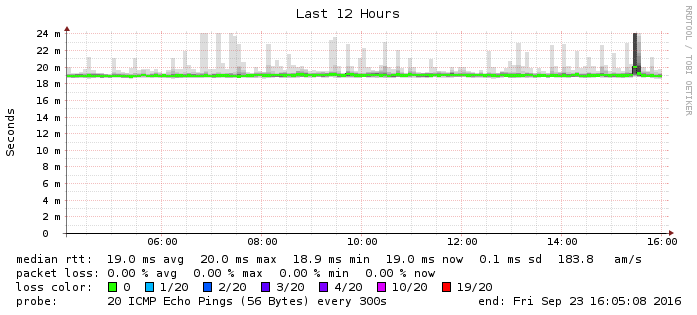 Last 12 Hours
RRDTOOL / TOBI OETIKER
Seconds
24 m
22 m
20 m
18 m
16 m
14 m
12 m
10 m
8 m
6 m
4 m
2 m
0
06:00 08:00 10:00 12:00 14:00 16:00
median rtt: 19.0 ms avg 20.0 ms max 18.9 ms min 19.0 ms now 0.1 ms sd 183.8 am/s
packet loss: 0.00 % avg 0.00 % max 0.00 % min 0.00 % now
loss color: 0 1/20 2/20 3/20 4/20 10/20 19/20
probe: 20 ICMP Echo Pings (56 Bytes) every 300s end: Fri Sep 23 16:05:08 2016